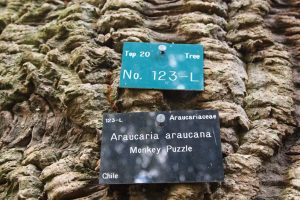 Top 20 Tree
No. 123-L
123-L Araucariaceae
Araucaria araucana
Monkey Puzzle
Chile